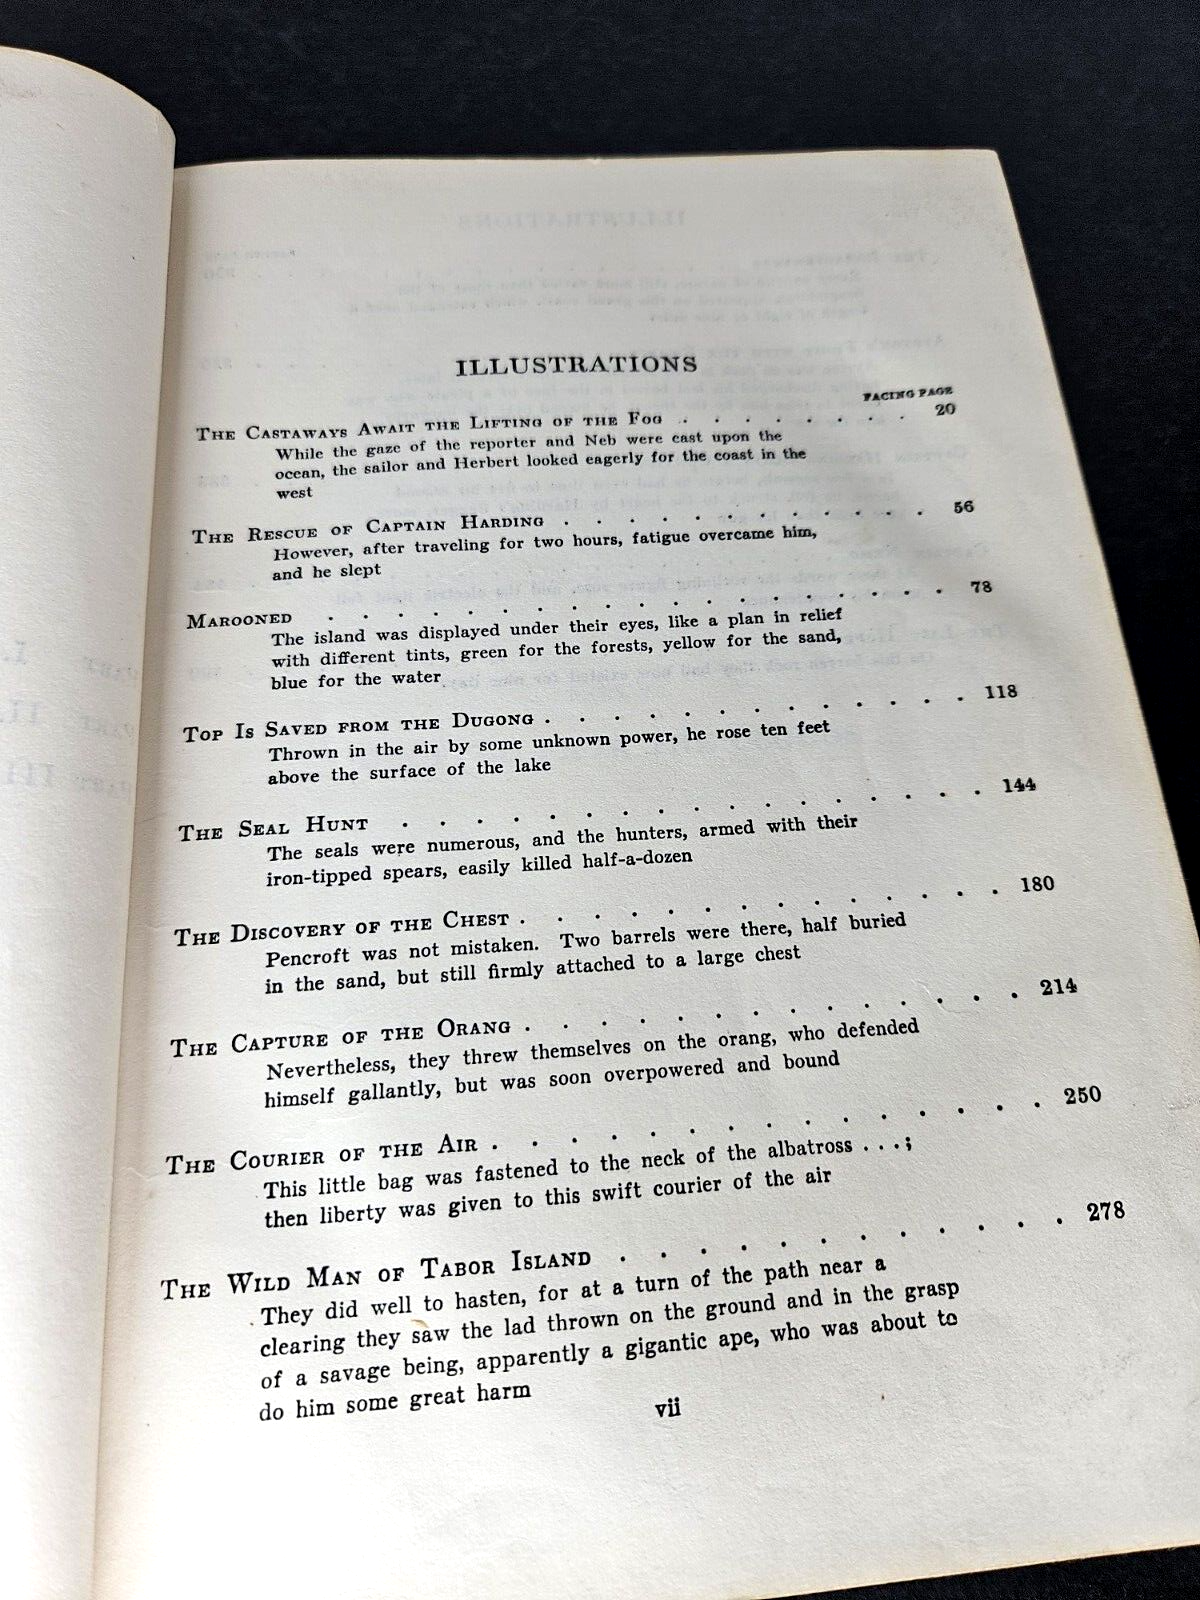 ILLUSTRATIONS
FACING PAGE
THE CASTAWAYS AWAIT THE LIFTING OF THE FOG . . . . . . . 20
While the gaze of the reporter and Neb were cast upon the
ocean, the sailor and Herbert looked eagerly for the coast in the
west
THE RESCUE OF CAPTAIN HARDING . . . . . . . . . . . 56
However, after traveling for two hours, fatigue overcame him,
and he slept
MAROONED . . . . . . . . . . . . . . . . . 78
The island was displayed under their eyes, like a plan in relief
with different tints, green for the forests, yellow for the sand,
blue for the water
TOP IS SAVED FROM THE DUGONG . . . . . . . . . . . 118
Thrown in the air by some unknown power, he rose ten feet
above the surface of the lake
THE SEAL HUNT . . . . . . . . . . . . . . 144
The seals were numerous, and the hunters, armed with their
iron-tipped spears, easily killed half-a-dozen
THE DISCOVERY OF THE CHEST . . . . . . . . . . . . 180
Pencroft was not mistaken. Two barrels were there, half buried
in the sand, but still firmly attached to a large chest
THE CAPTURE OF THE ORANG . . . . . . . . . . . . 214
Nevertheless, they threw themselves on the orang, who defended
himself gallantly, but was soon overpowered and bound
THE COURIER OF THE AIR . . . . . . . . . . . . . . 250
This little bag was fastened to the neck of the albatross . . . ;
then liberty was given to this swift courier of the air
THE WILD MAN OF TABOR ISLAND . . . . . . . . . . . 278
They did well to hasten, for at a turn of the path near a
clearing they saw the lad thrown on the ground and in the grasp
of a savage being, apparently a gigantic ape, who was about to
do him some great harm
vii